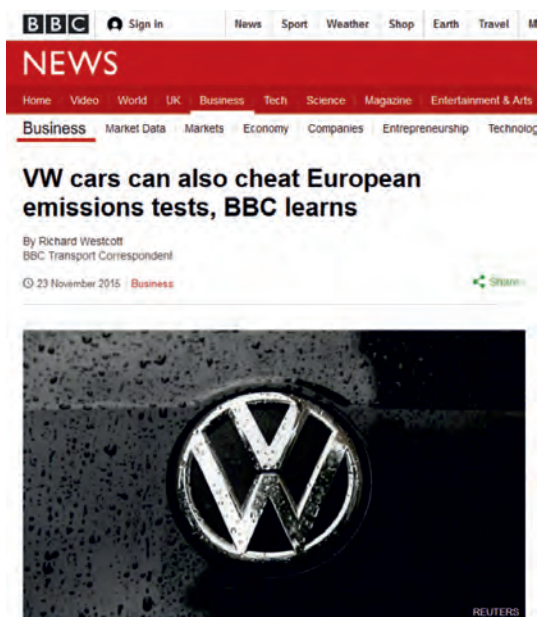 BBC Sign in News Sport Weather Shop Earth Travel M
NEWS
Home Video World UK Business Tech Science Magazine Entertainment & Arts
Business Market Data Markets Economy Companies Entrepreneurship Technolog
VW cars can also cheat European
emissions tests, BBC learns
By Richard Westcott
BBC Transport Correspondent
23 November 2015 Business Share
VW
REUTERS